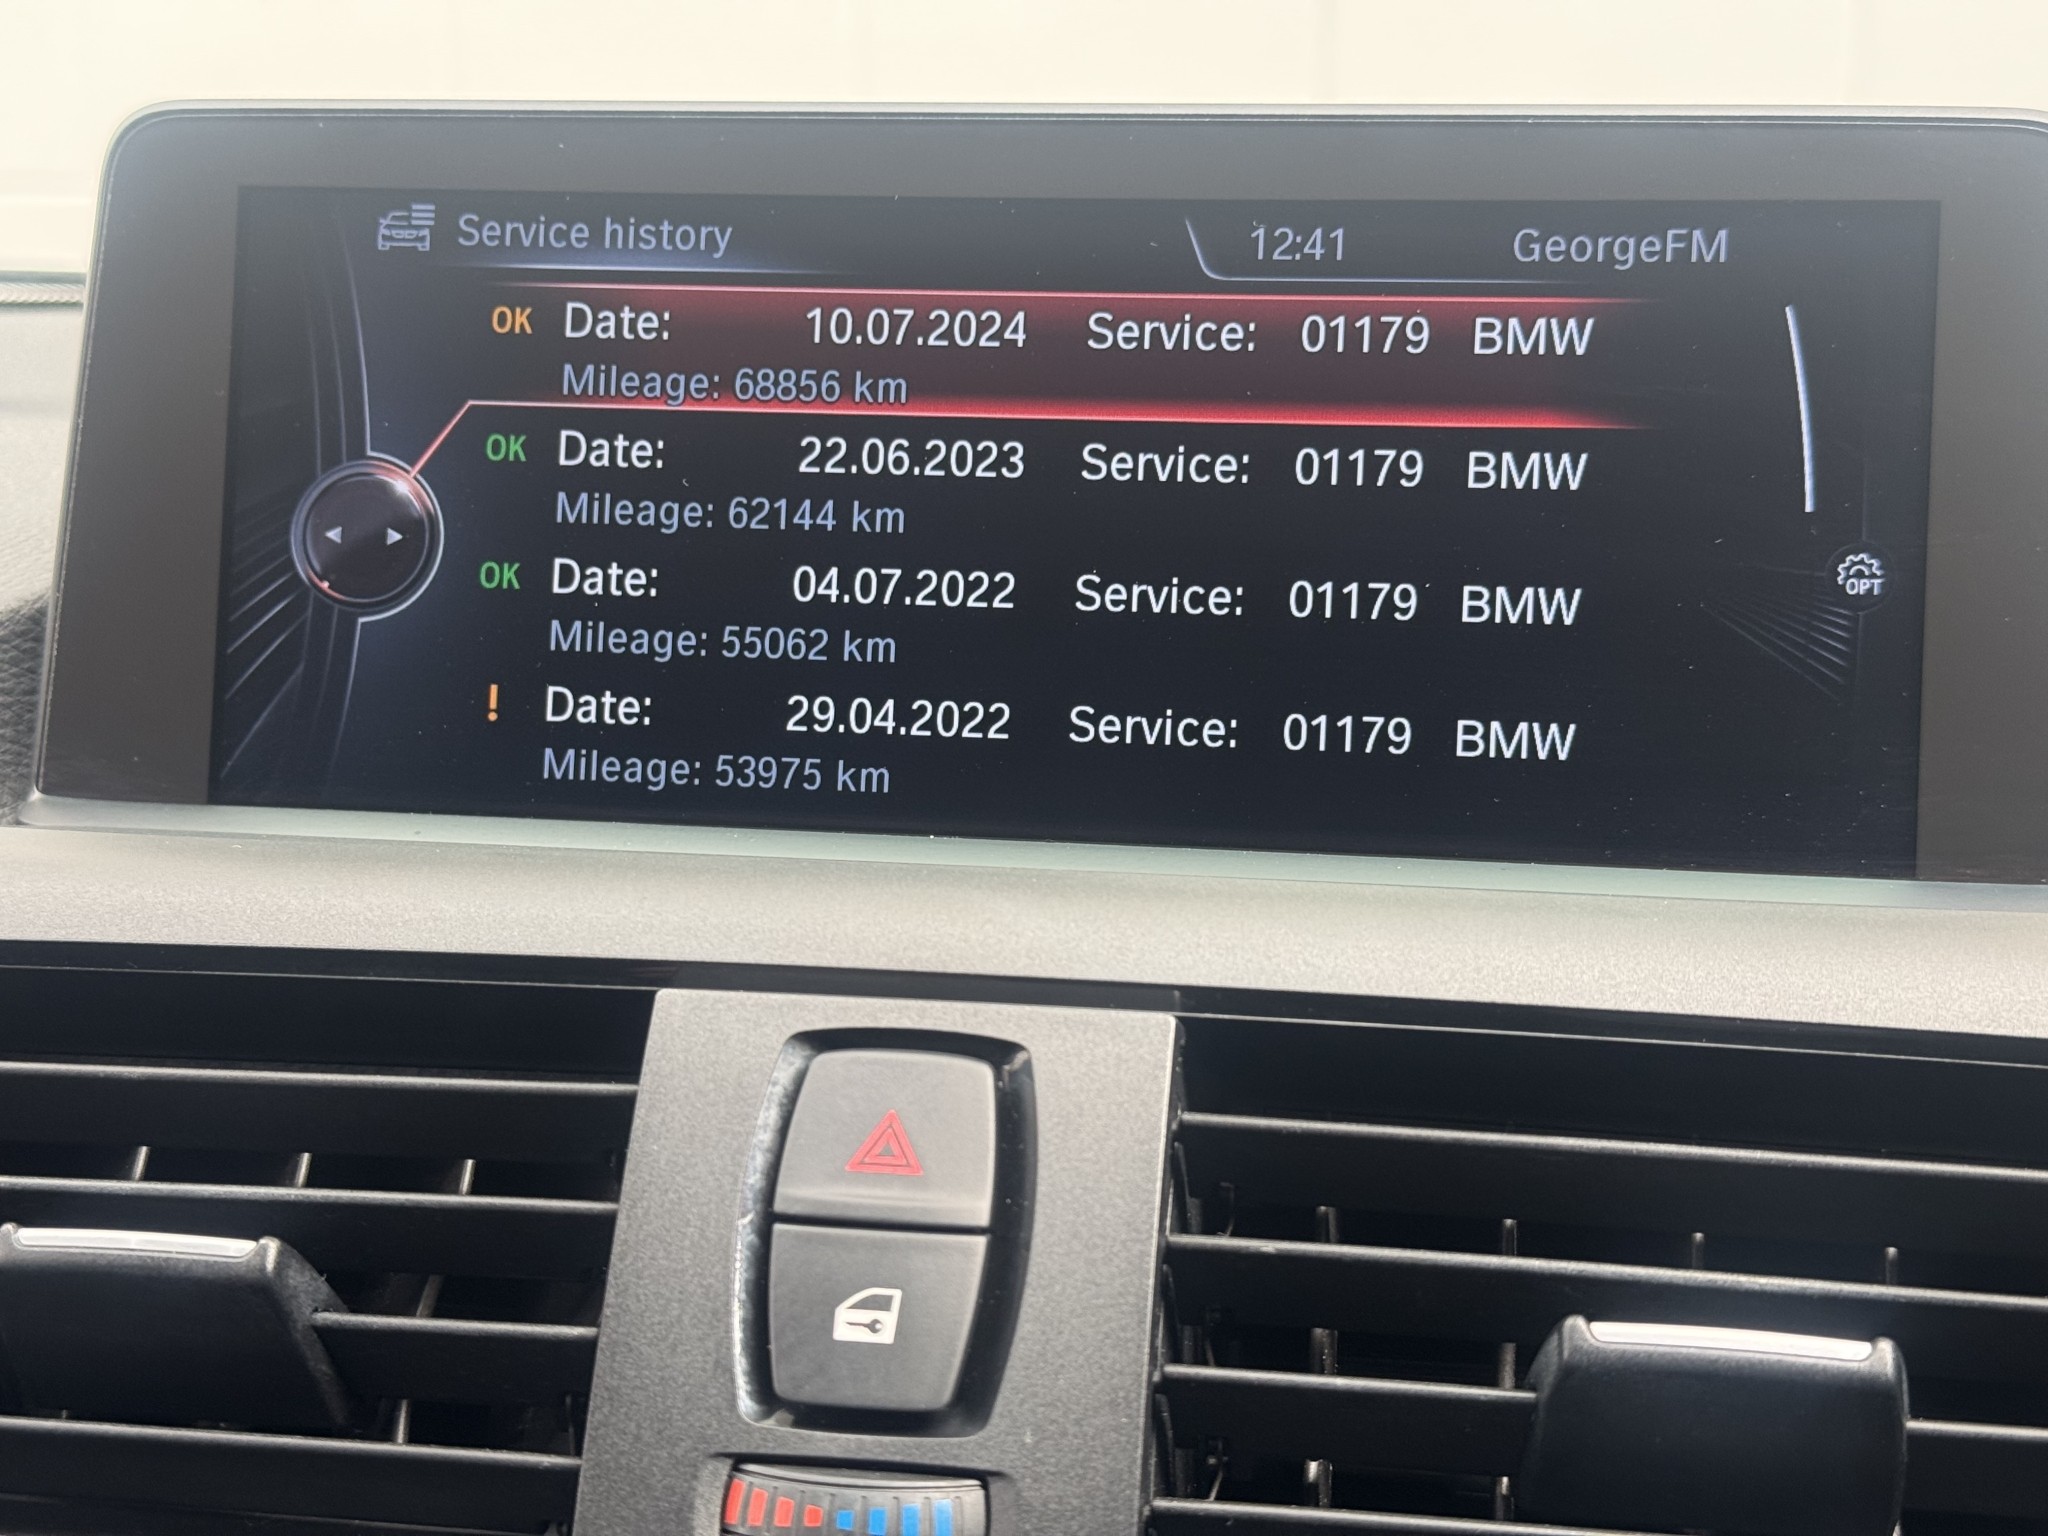 Service history 12:41 GeorgeFM
OK Date: 10.07.2024 Service: 01179 BMW
Mileage: 68856 km
OK Date: 22.06.2023 Service: 01179 BMW
Mileage: 62144 km
OK Date: 04.07.2022 Service: 01179 BMW
OPT
Mileage: 55062 km
! Date: 29.04.2022 Service: 01179 BMW
Mileage: 53975 km